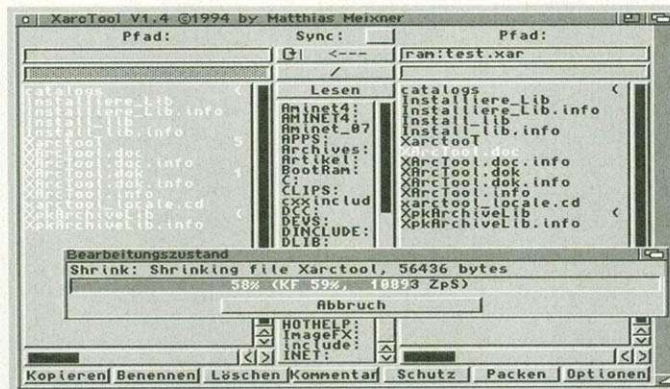 XarcTool V1.4 ©1994 by Matthias Meixner
Pfad:
Sync:
Pfad:
<---
ram:test.xar
/
Lesen
catalogs
Installiere_Lib
Installiere_Lib.info
Install_lib
Install_lib.info
Xarctool 5
XArcTool.doc
XArcTool.doc.info
XArcTool.dok 1
XArcTool.dok.info
XArcTool.info
xarctool_locale.cd
XpkArchiveLib
XpkArchiveLib.info
Aminet4:
AMINET4:
Aminet_07
APPS:
Archives:
Artikel:
BootRam:
C:
CLIPS:
cxxinclud
DCC:
DEVS:
DINCLUDE:
DLIB:
catalogs
Installiere_Lib
Installiere_Lib.info
Install_lib
Install_lib.info
Xarctool
XArcTool.doc
XArcTool.doc.info
XArcTool.dok
XArcTool.dok.info
XArcTool.info
xarctool_locale.cd
XpkArchiveLib
XpkArchiveLib.info
Bearbeitungszustand
Shrink: Shrinking file Xarctool, 56436 bytes
58% (KF 59%, 10893 ZpS)
Abbruch
HOTHELP:
ImageFX:
include:
INET:
Kopieren Benennen Löschen Kommentar Schutz Packen Optionen